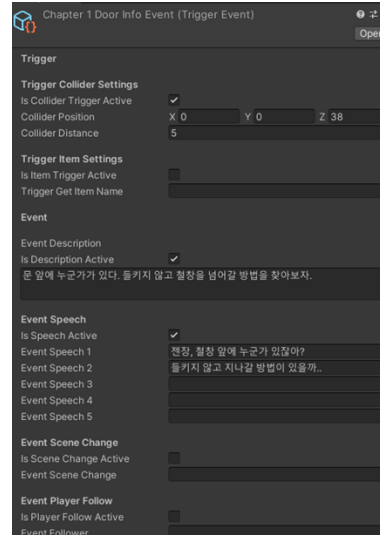 Chapter 1 Door Info Event (Trigger Event)
Open
Trigger
Trigger Collider Settings
Is Collider Trigger Active
Collider Position X 0 Y 0 Z 38
Collider Distance 5
Trigger Item Settings
Is Item Trigger Active
Trigger Get Item Name
Event
Event Description
Is Description Active
문 앞에 누군가가 있다. 들키지 않고 철창을 넘어갈 방법을 찾아보자.
Event Speech
Is Speech Active
Event Speech 1 젠장, 철창 앞에 누군가 있잖아?
Event Speech 2 들키지 않고 지나갈 방법이 있을까..
Event Speech 3
Event Speech 4
Event Speech 5
Event Scene Change
Is Scene Change Active
Event Scene Change
Event Player Follow
Is Player Follow Active
Event Follower